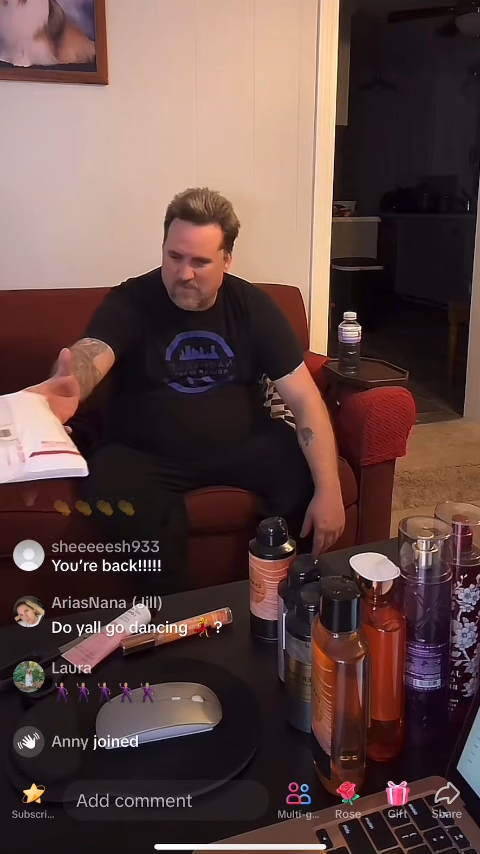 sheeeeesh933
You're back!!!!!
AriasNana (Jill)
Do yall go dancing 💃 ?
Laura
🕺🏽🕺🏽🕺🏽🕺🏽🕺🏽
Anny joined
Subscri...
Add comment
Multi-g...
Rose
Gift
Share